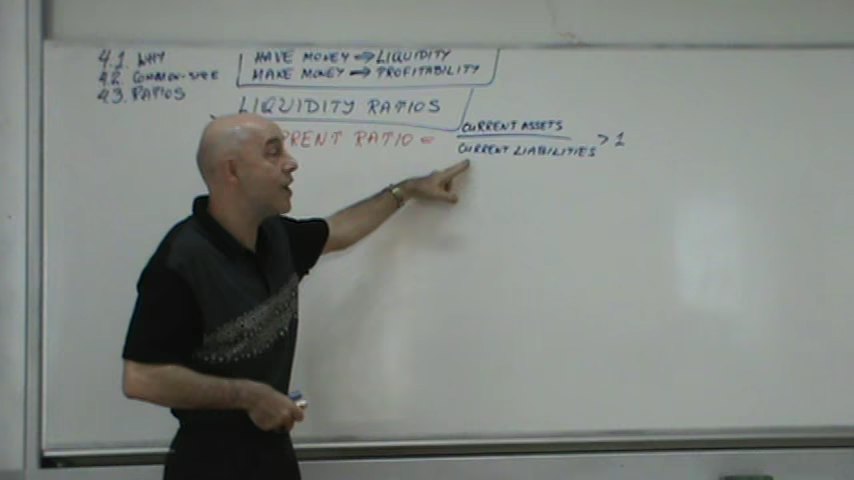 4.1. WHY
4.2. COMMON-SIZE
4.3. RATIOS
HAVE MONEY ⇒ LIQUIDITY
MAKE MONEY → PROFITABILITY
LIQUIDITY RATIOS
RRENT RATIO =
CURRENT ASSETS
CURRENT LIABILITIES
> 1